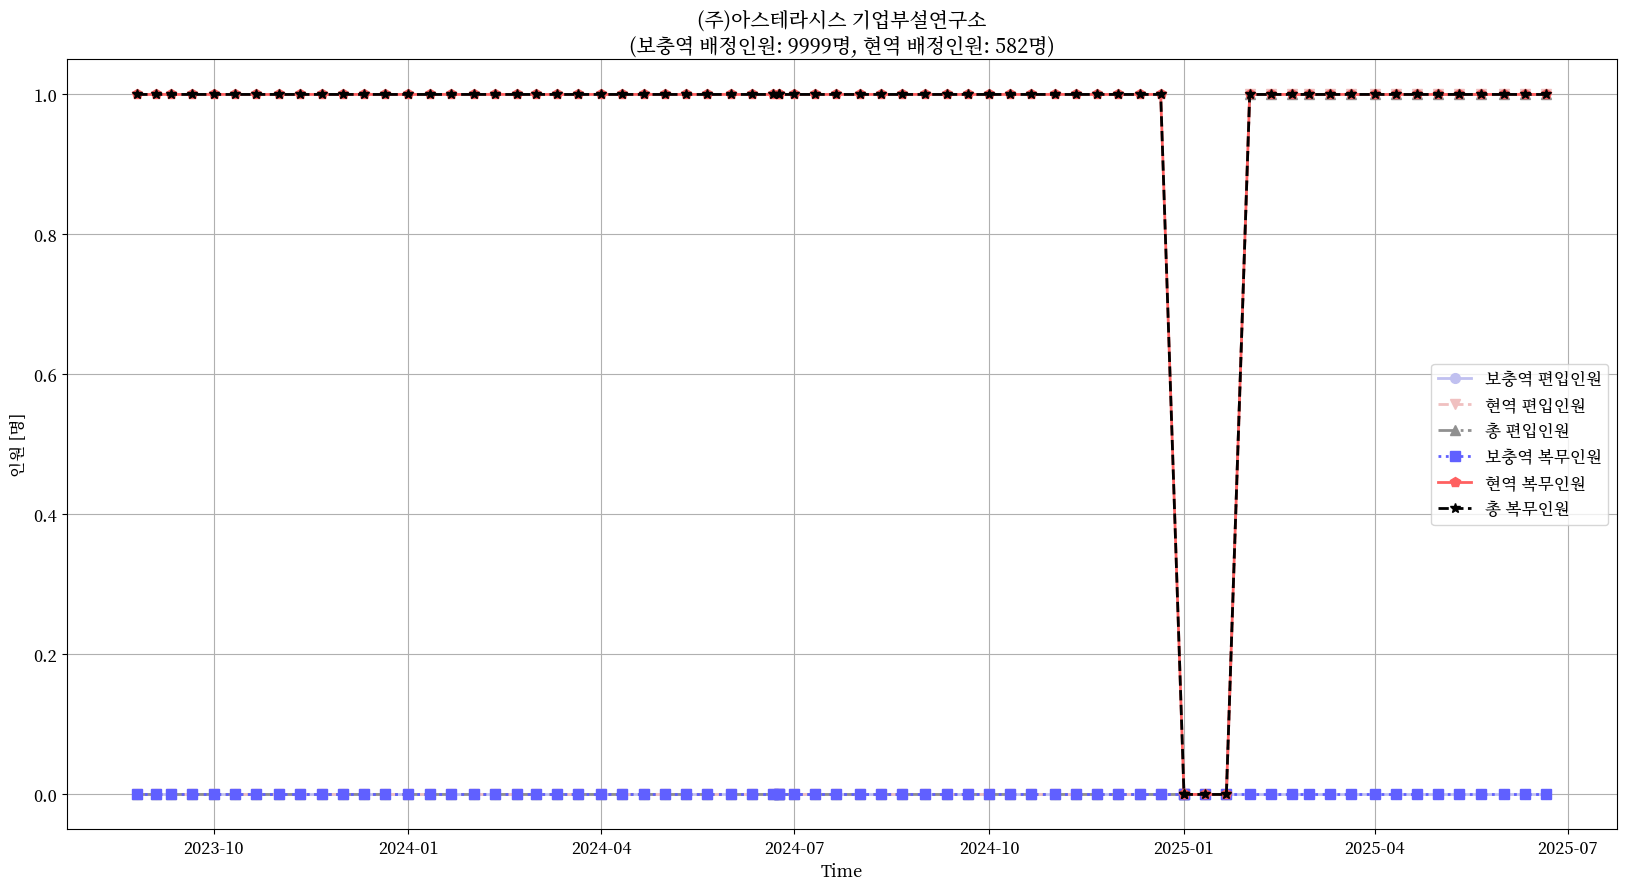 (주)아스테라시스 기업부설연구소
(보충역 배정인원: 9999명, 현역 배정인원: 582명)
1.0
0.8
0.6
0.4
0.2
0.0
인원 [명]
보충역 편입인원
현역 편입인원
총 편입인원
보충역 복무인원
현역 복무인원
총 복무인원
2023-10
2024-01
2024-04
2024-07
2024-10
2025-01
2025-04
2025-07
Time